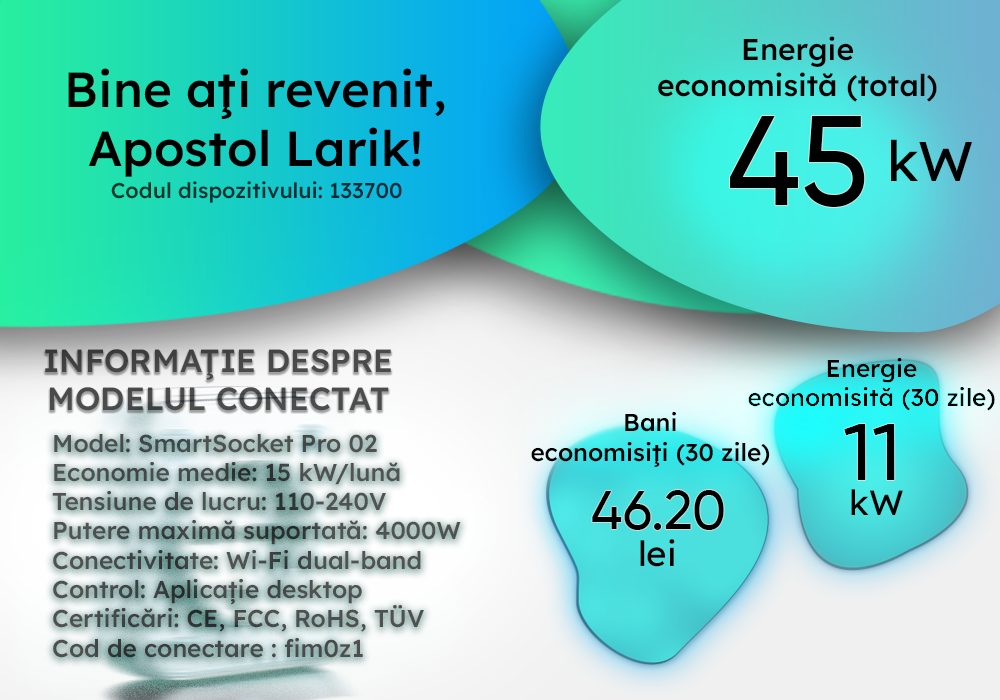 Bine aţi revenit,
Apostol Larik!
Codul dispozitivului: 133700
Energie
economisită (total)
45 kW
INFORMAŢIE DESPRE
MODELUL CONECTAT
Model: SmartSocket Pro 02
Economie medie: 15 kW/lună
Tensiune de lucru: 110-240V
Putere maximă suportată: 4000W
Conectivitate: Wi-Fi dual-band
Control: Aplicaţie desktop
Certificări: CE, FCC, RoHS, TÜV
Cod de conectare : fim0z1
Bani
economisiţi (30 zile)
46.20
lei
Energie
economisită (30 zile)
11
kW